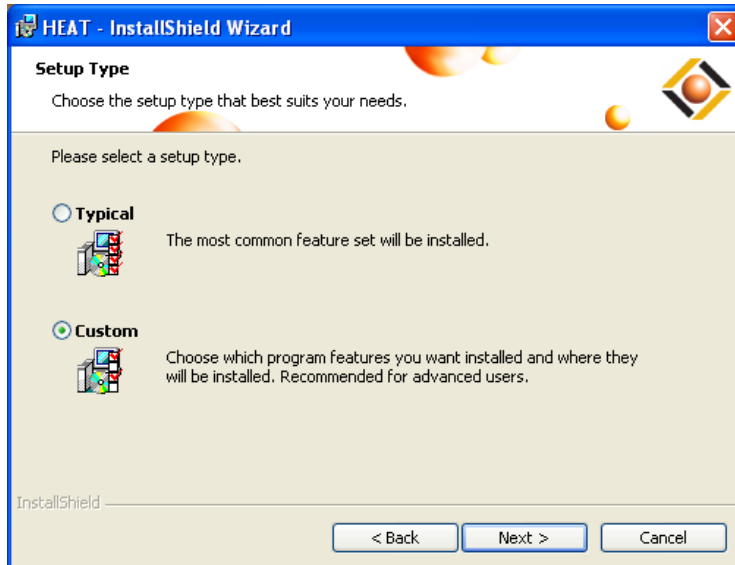 HEAT - InstallShield Wizard
Setup Type
Choose the setup type that best suits your needs.
Please select a setup type.
Typical
The most common feature set will be installed.
Custom
Choose which program features you want installed and where they
will be installed. Recommended for advanced users.
InstallShield
< Back
Next >
Cancel